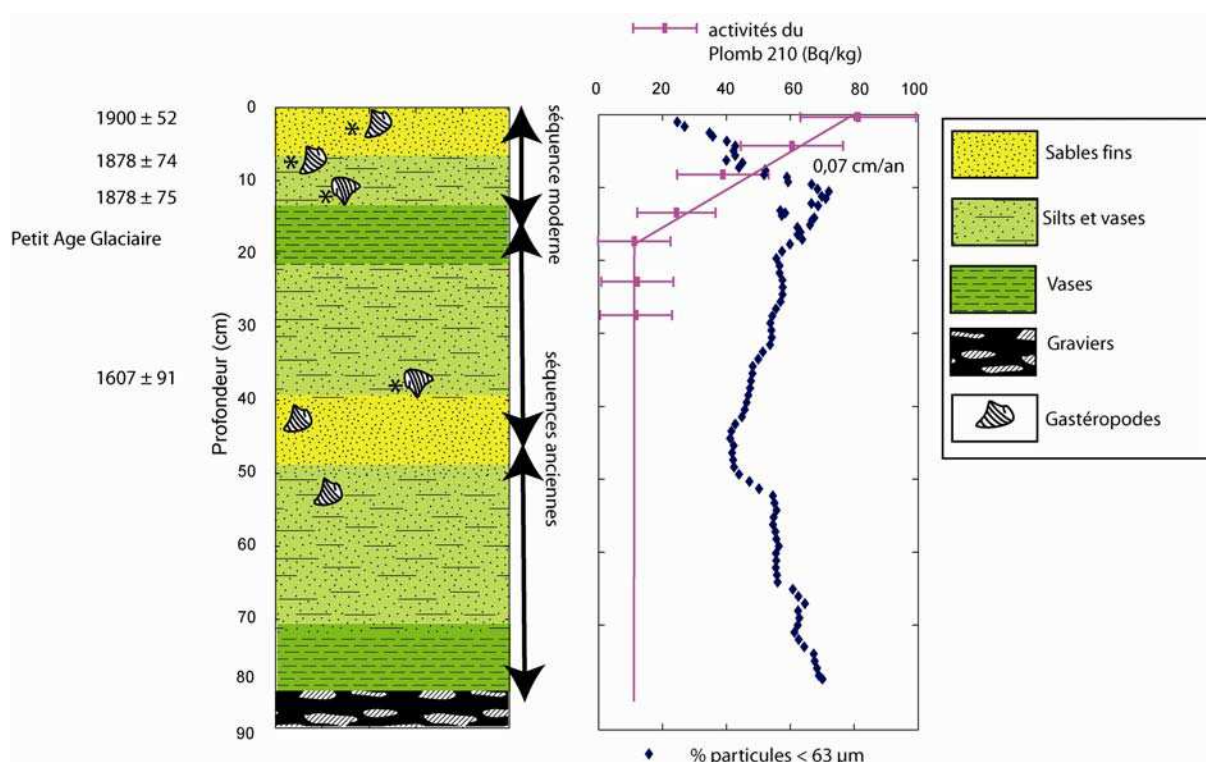 activités du
Plomb 210 (Bq/kg)
0 20 40 60 80 100
1900 ± 52
1878 ± 74
1878 ± 75
Petit Age Glaciaire
1607 ± 91
Profondeur (cm)
0
10
20
30
40
50
60
70
80
90
séquence moderne
séquences anciennes
*
*
*
*
0,07 cm/an
% particules < 63 µm
Sables fins
Silts et vases
Vases
Graviers
Gastéropodes